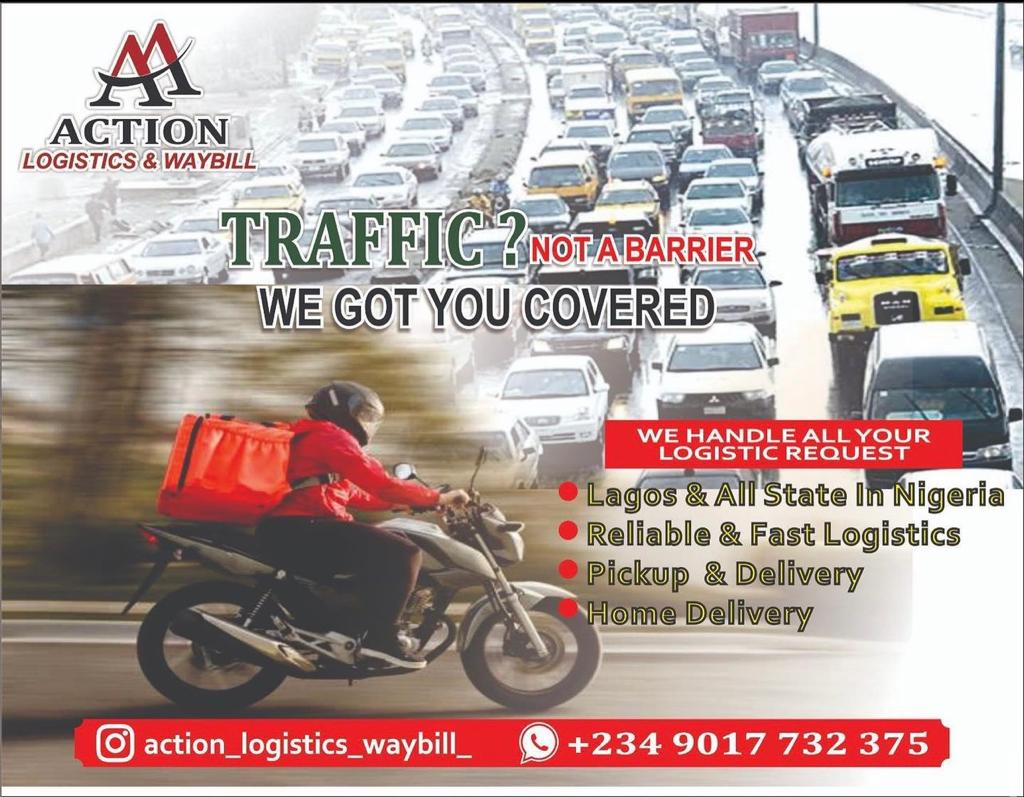 AA
ACTION
LOGISTICS & WAYBILL
TRAFFIC ? NOT A BARRIER
WE GOT YOU COVERED
WE HANDLE ALL YOUR
LOGISTIC REQUEST
Lagos & All State In Nigeria
Reliable & Fast Logistics
Pickup & Delivery
Home Delivery
action_logistics_waybill_
+234 9017 732 375